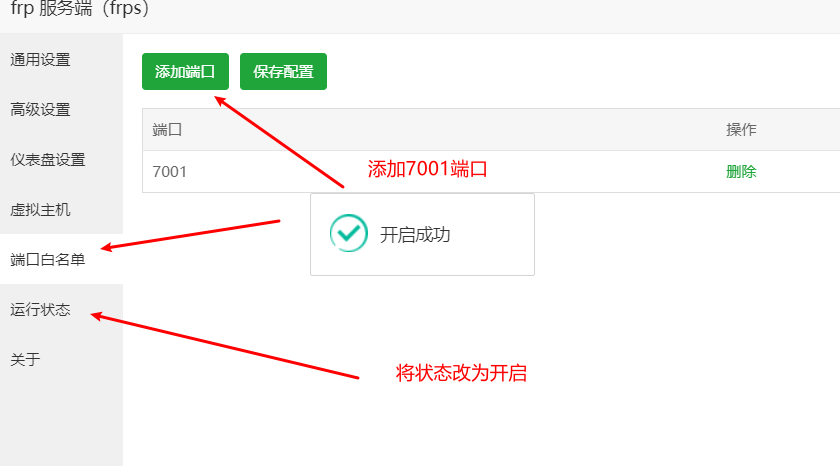 frp 服务端（frps）
通用设置
高级设置
仪表盘设置
虚拟主机
端口白名单
运行状态
关于
添加端口 保存配置
端口 操作
7001 删除
添加7001端口
开启成功
将状态改为开启